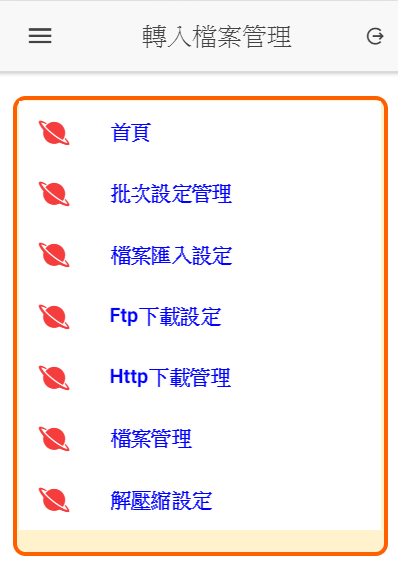 轉入檔案管理
首頁
批次設定管理
檔案匯入設定
Ftp下載設定
Http下載管理
檔案管理
解壓縮設定